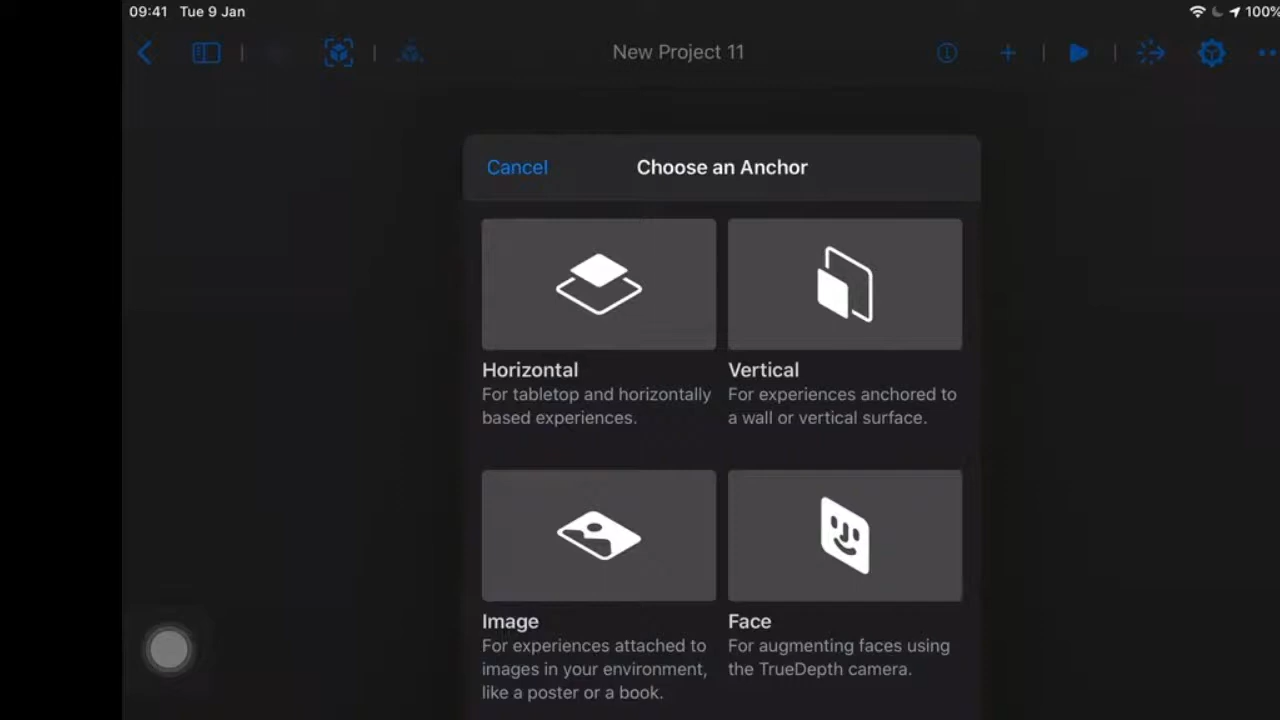 09:41 Tue 9 Jan
100%
New Project 11
Cancel
Choose an Anchor
Horizontal
For tabletop and horizontally
based experiences.
Vertical
For experiences anchored to
a wall or vertical surface.
Image
For experiences attached to
images in your environment,
like a poster or a book.
Face
For augmenting faces using
the TrueDepth camera.